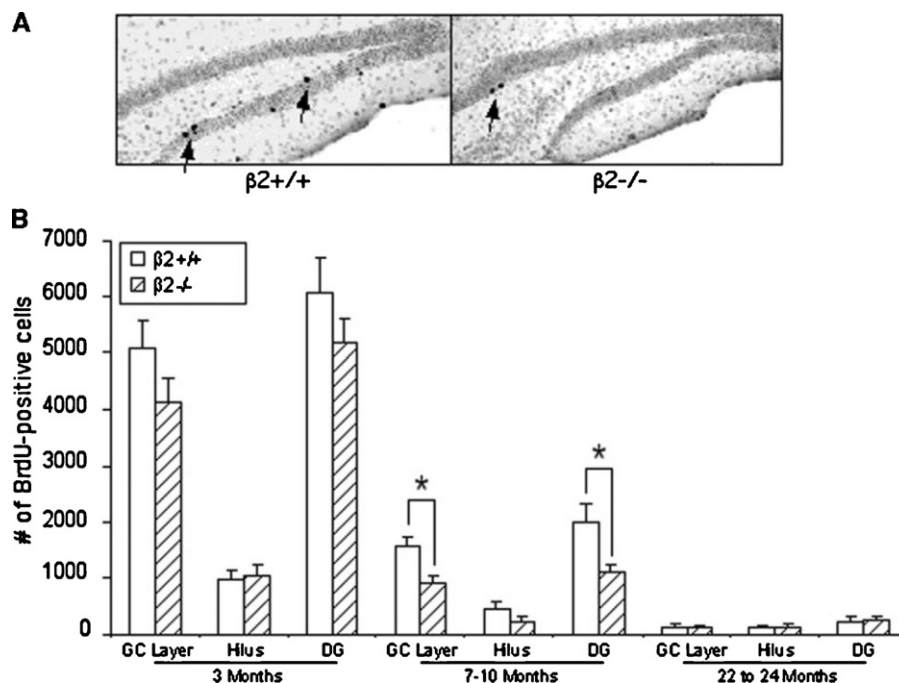 A
β2+/+
β2-/-
B
# of BrdU-positive cells
7000
6000
5000
4000
3000
2000
1000
0
β2+/+
β2-/-
*
*
GC Layer
Hilus
DG
GC Layer
Hilus
DG
GC Layer
Hilus
DG
3 Months
7-10 Months
22 to 24 Months